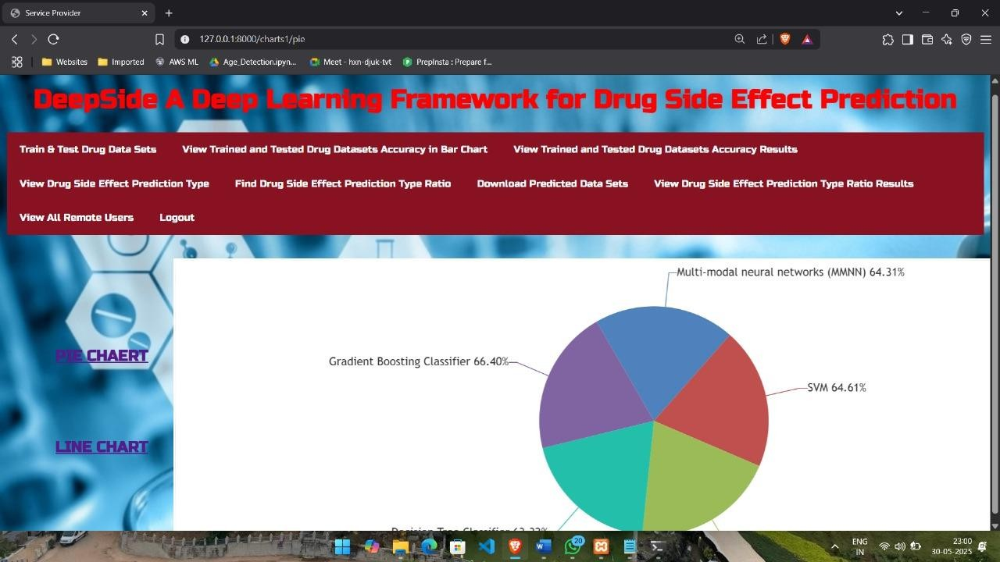 Service Provider
127.0.0.1:8000/charts1/pie
Websites Imported AWS ML Age_Detection.ipyn... Meet - hxn-djuk-tvt PrepInsta : Prepare f...
DeepSide A Deep Learning Framework for Drug Side Effect Prediction
Train & Test Drug Data Sets View Trained and Tested Drug Datasets Accuracy in Bar Chart View Trained and Tested Drug Datasets Accuracy Results
View Drug Side Effect Prediction Type Find Drug Side Effect Prediction Type Ratio Download Predicted Data Sets View Drug Side Effect Prediction Type Ratio Results
View All Remote Users Logout
Multi-modal neural networks (MMNN) 64.31%
PIE CHAERT
Gradient Boosting Classifier 66.40%
SVM 64.61%
LINE CHART
Decision Tree Classifier
20
ENG
IN
23:00
30-05-2025